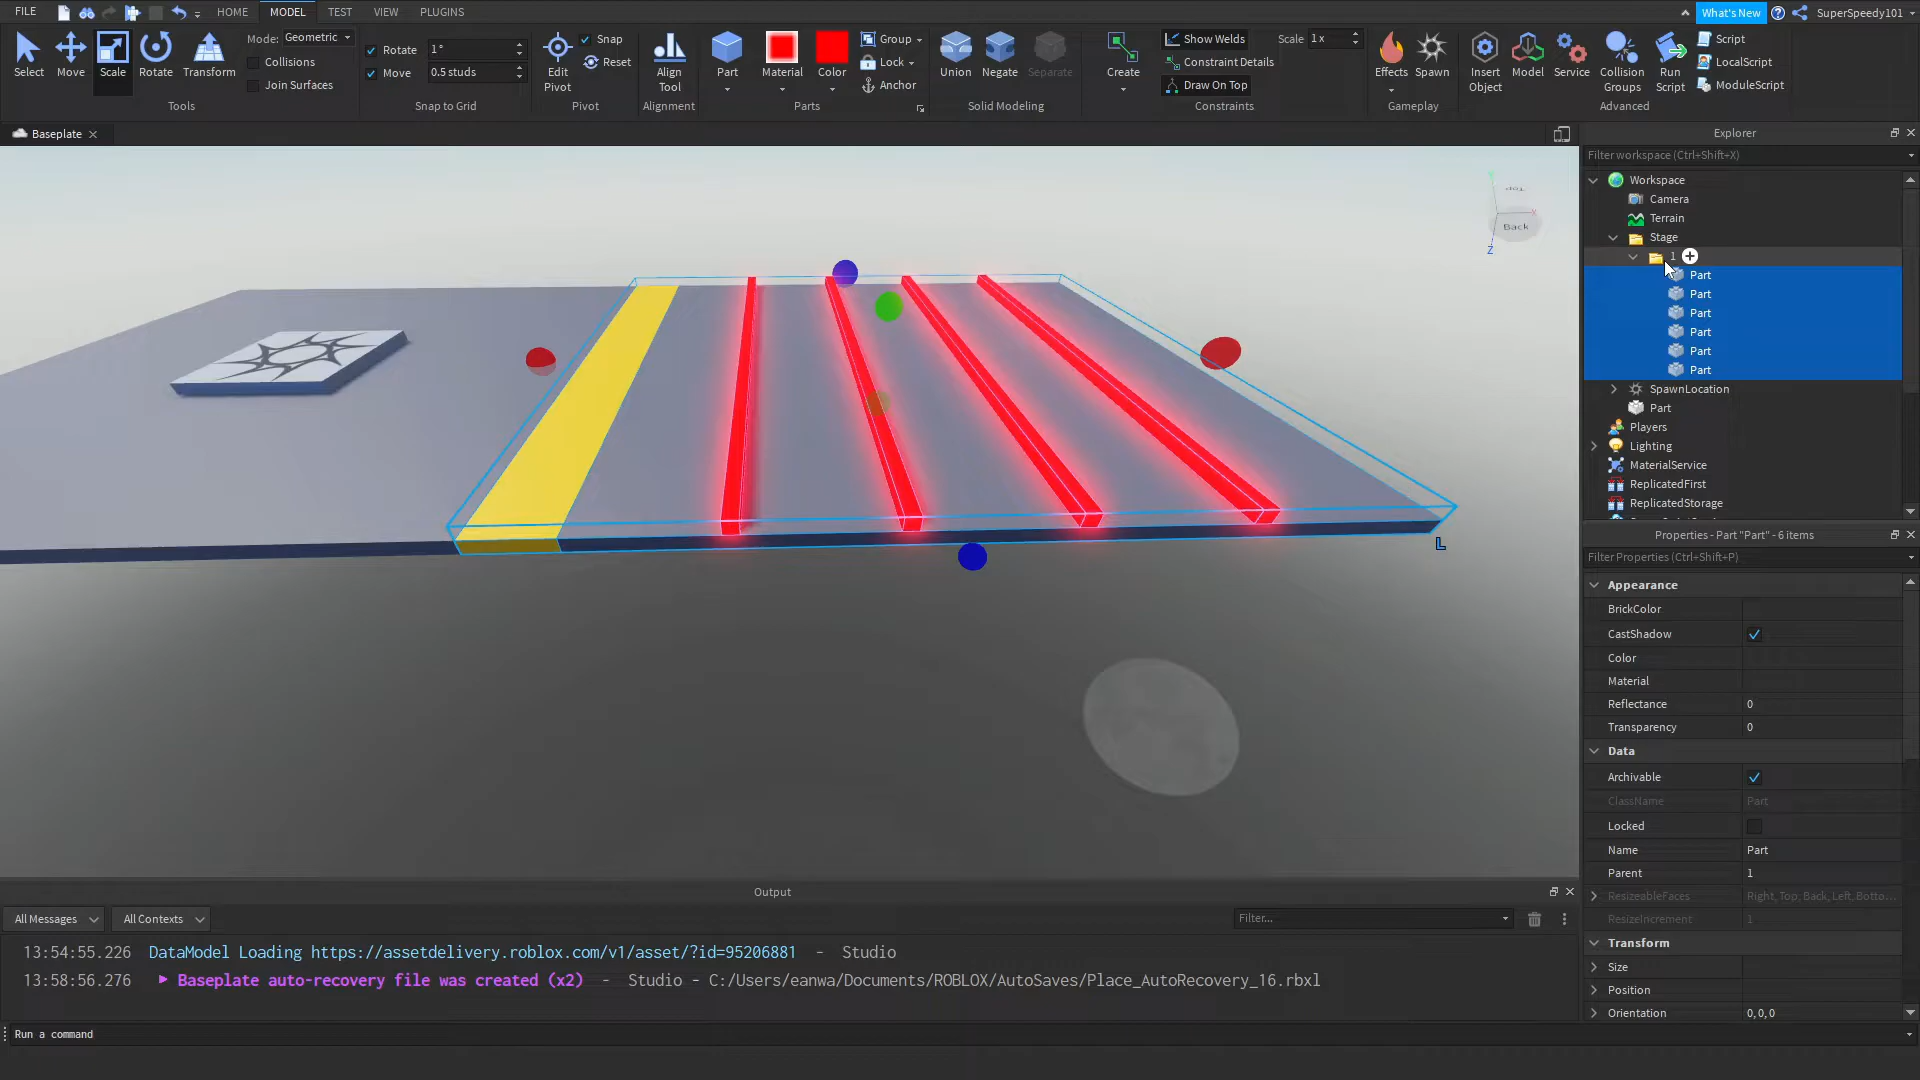 FILE HOME MODEL TEST VIEW PLUGINS What's New SuperSpeedy101
Select Move Scale Rotate Transform
Mode: Geometric
Collisions
Join Surfaces
Tools
Rotate 1°
Move 0.5 studs
Snap to Grid
Edit Pivot
Snap
Reset
Pivot
Align Tool
Alignment
Part Material Color
Group
Lock
Anchor
Parts
Union Negate Separate
Solid Modeling
Create
Show Welds
Constraint Details
Draw On Top
Scale 1 x
Constraints
Effects Spawn
Gameplay
Insert Object Model Service Collision Groups Run Script
Script
LocalScript
ModuleScript
Advanced
Baseplate
Back
Top
Y
X
Z
L
Explorer
Filter workspace (Ctrl+Shift+X)
Workspace
Camera
Terrain
Stage
1
Part
Part
Part
Part
Part
Part
SpawnLocation
Part
Players
Lighting
MaterialService
ReplicatedFirst
ReplicatedStorage
Properties - Part "Part" - 6 items
Filter Properties (Ctrl+Shift+P)
Appearance
BrickColor
CastShadow
Color
Material
Reflectance 0
Transparency 0
Data
Archivable
ClassName Part
Locked
Name Part
Parent 1
ResizeableFaces Right, Top, Back, Left, Botto...
ResizeIncrement 1
Transform
Size
Position
Orientation 0, 0, 0
Output
All Messages All Contexts Filter...
13:54:55.226 DataModel Loading https://assetdelivery.roblox.com/v1/asset/?id=95206881 - Studio
13:58:56.276 Baseplate auto-recovery file was created (x2) - Studio - C:/Users/eanwa/Documents/ROBLOX/AutoSaves/Place_AutoRecovery_16.rbxl
Run a command